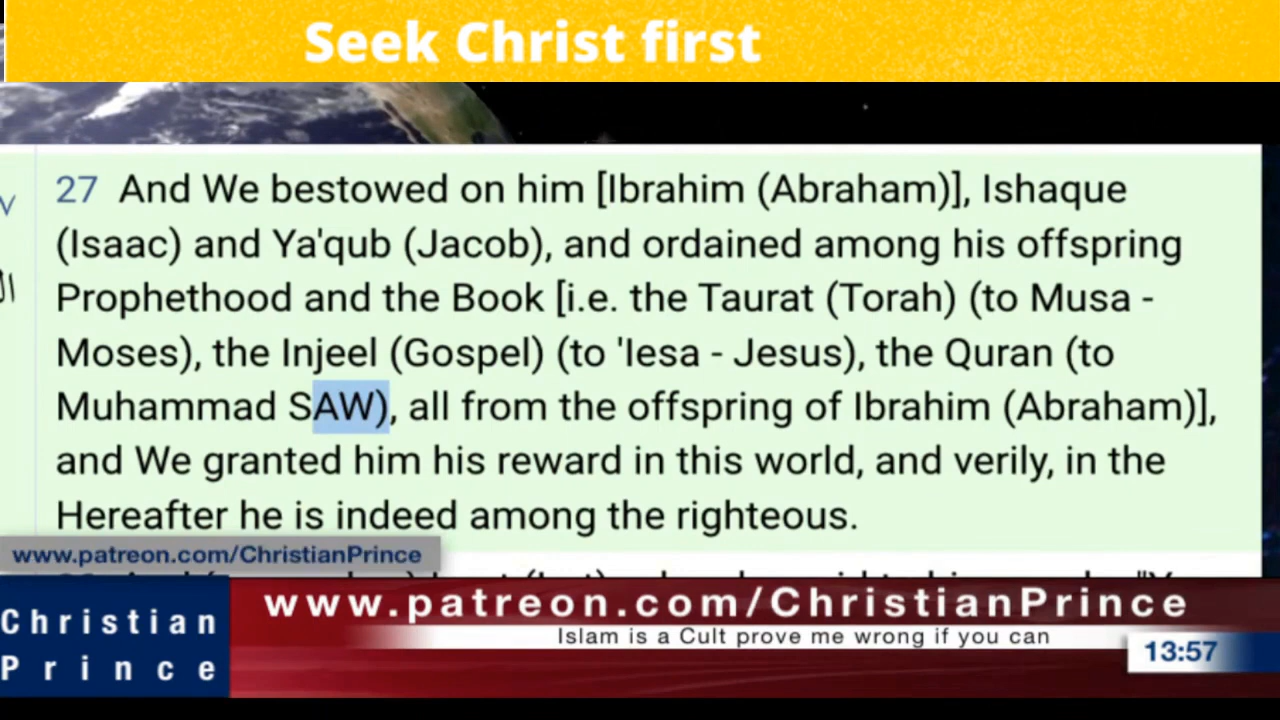 Seek Christ first
27 And We bestowed on him [Ibrahim (Abraham)], Ishaque
(Isaac) and Ya'qub (Jacob), and ordained among his offspring
Prophethood and the Book [i.e. the Taurat (Torah) (to Musa -
Moses), the Injeel (Gospel) (to 'Iesa - Jesus), the Quran (to
Muhammad SAW), all from the offspring of Ibrahim (Abraham)],
and We granted him his reward in this world, and verily, in the
Hereafter he is indeed among the righteous.
www.patreon.com/ChristianPrince
www.patreon.com/ChristianPrince
Islam is a Cult prove me wrong if you can
Christian
Prince
13:57